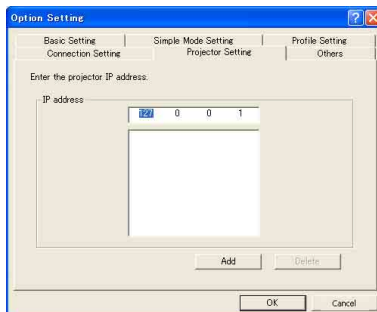 Option Setting
Basic Setting Simple Mode Setting Profile Setting
Connection Setting Projector Setting Others
Enter the projector IP address.
IP address
127 0 0 1
Add Delete
OK Cancel